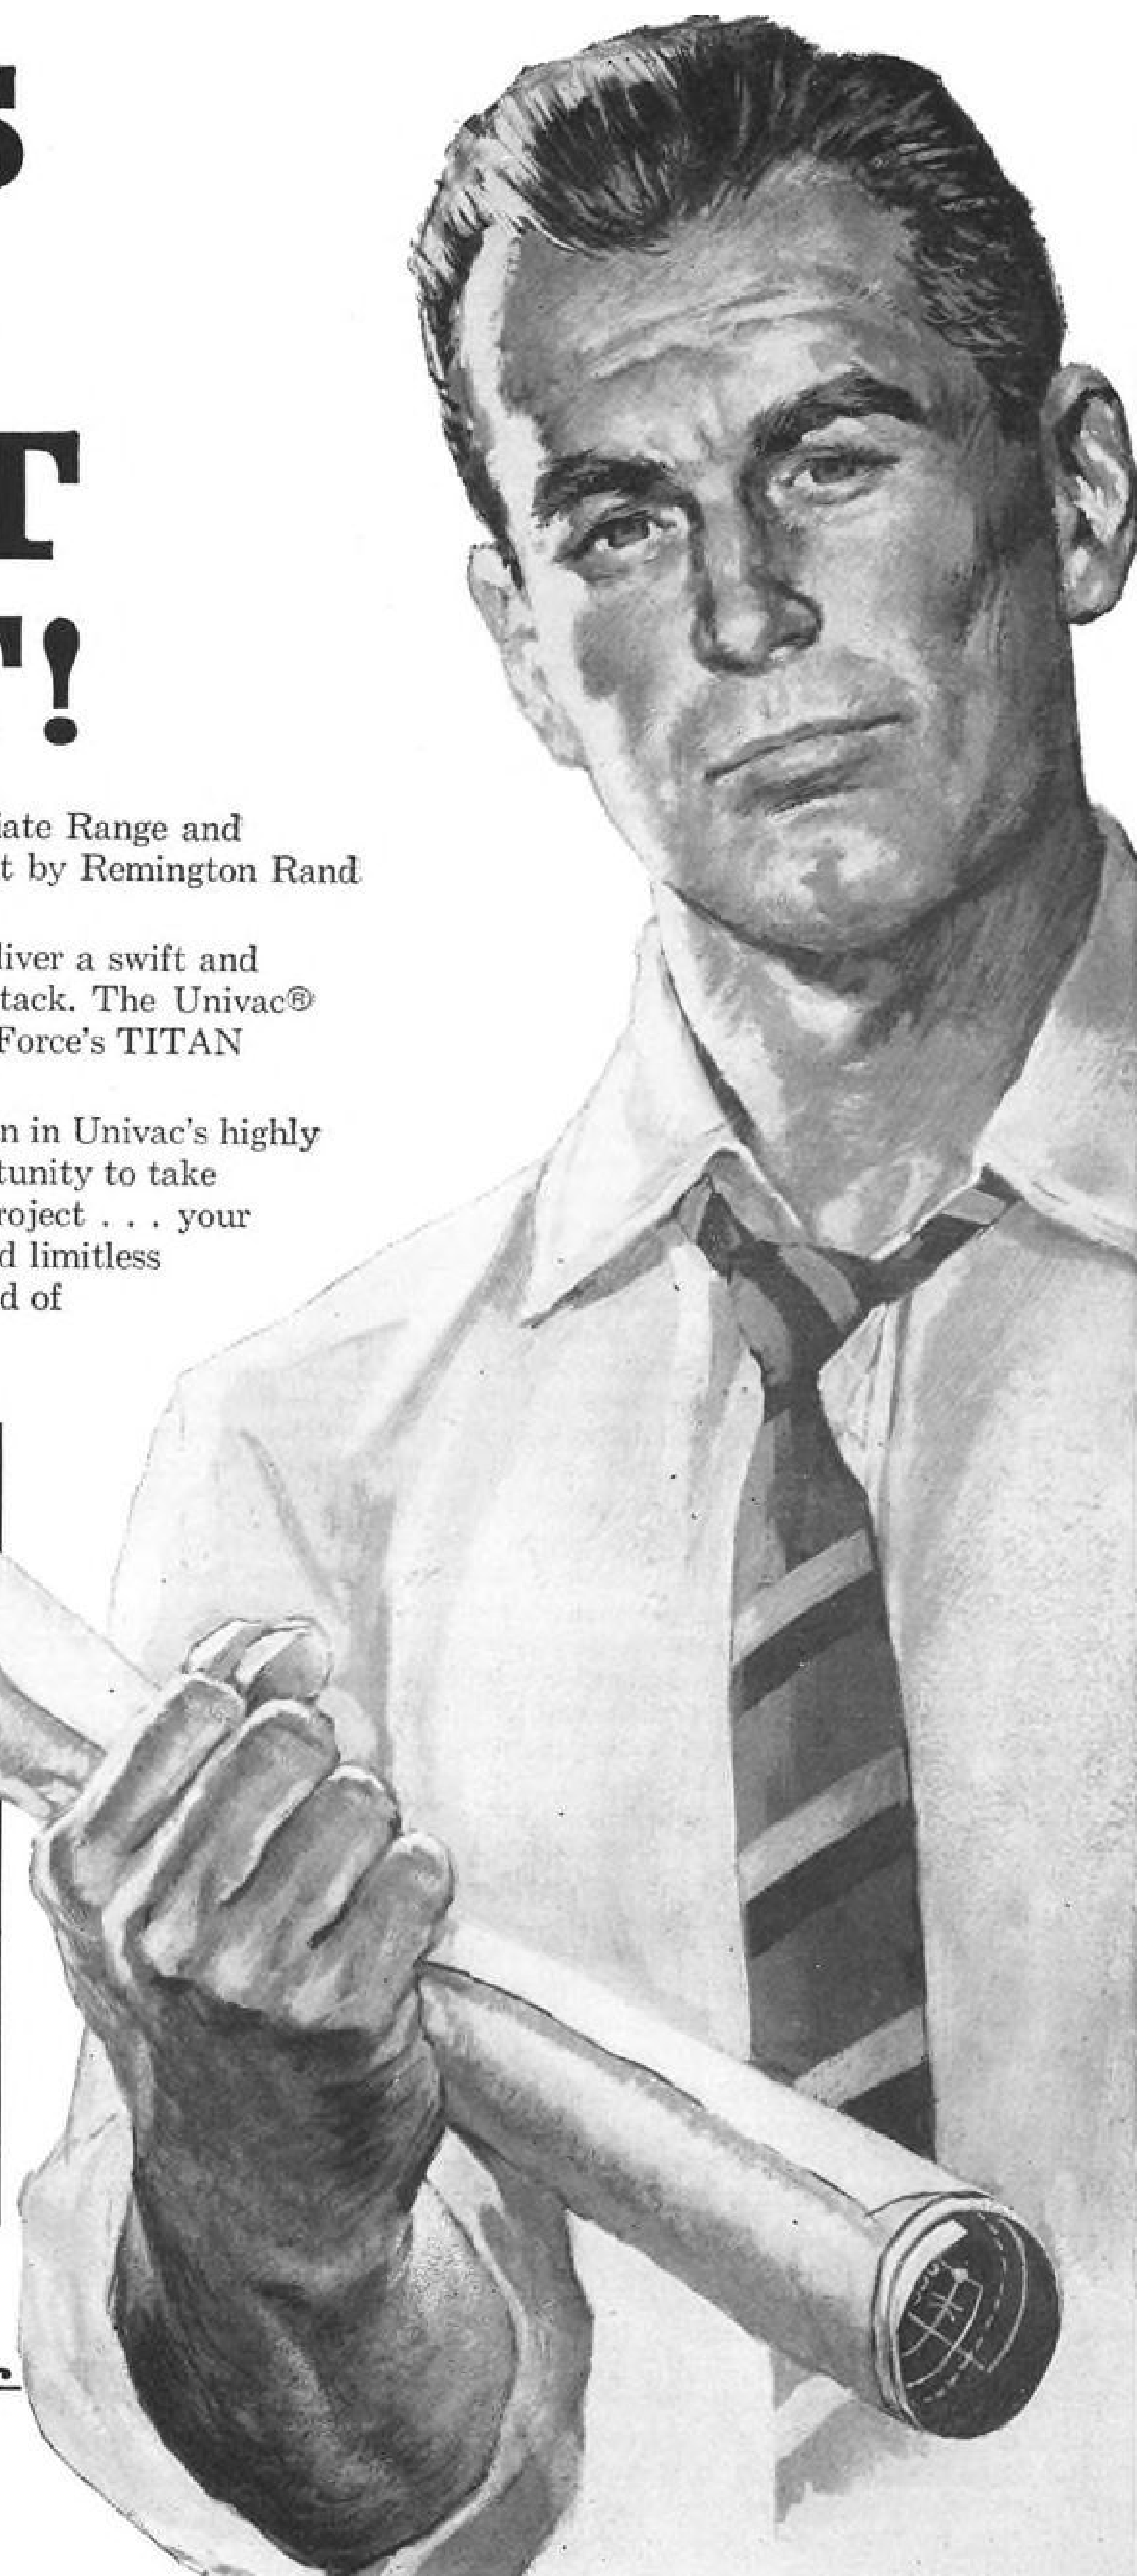 S
T
T!
iate Range and
t by Remington Rand
liver a swift and
tack. The Univac®
Force's TITAN
n in Univac's highly
tunity to take
roject . . . your
d limitless
d of
r